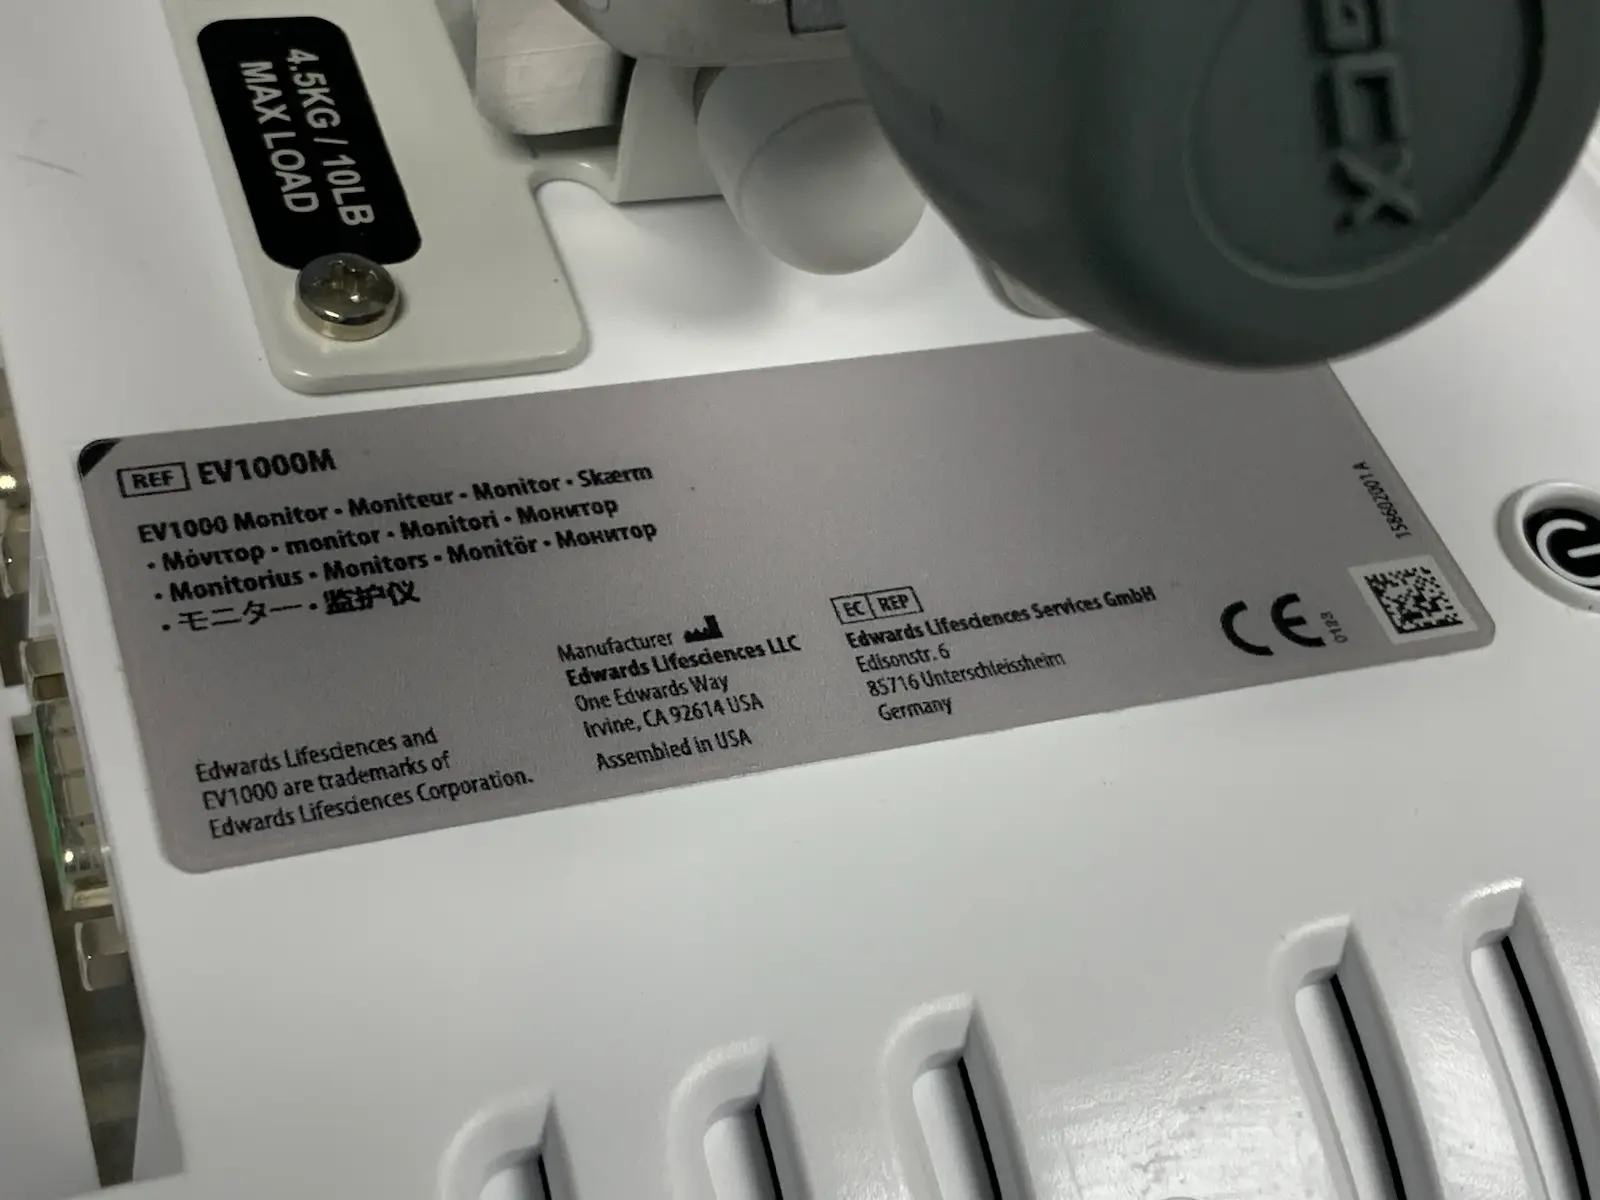 4.5KG / 10LB
MAX LOAD
GCX
REF EV1000M
EV1000 Monitor • Moniteur • Monitor • Skærm
• Μόνιτορ • monitor • Monitori • Монитор
• Monitorius • Monitors • Monitör • Монитор
• モニター • 监护仪
Edwards Lifesciences and
EV1000 are trademarks of
Edwards Lifesciences Corporation.
Manufacturer
Edwards Lifesciences LLC
One Edwards Way
Irvine, CA 92614 USA
Assembled in USA
EC REP
Edwards Lifesciences Services GmbH
Edisonstr. 6
85716 Unterschleissheim
Germany
CE
158602001 A